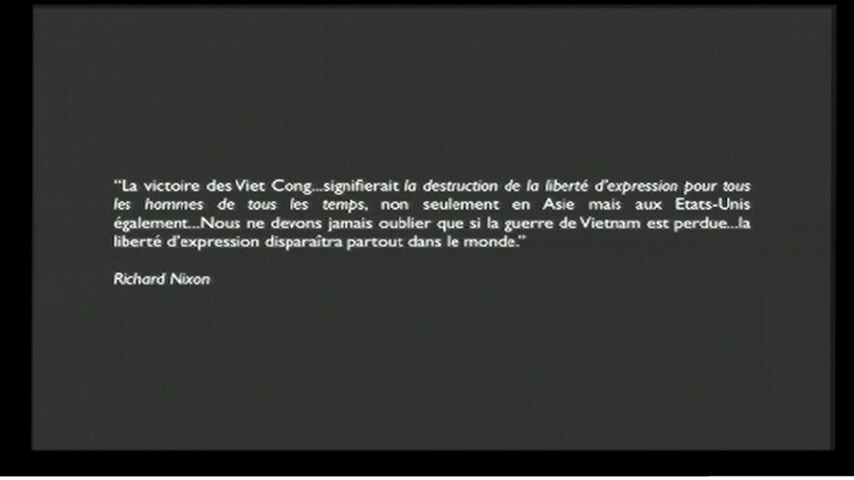 “La victoire des Viet Cong...signifierait la destruction de la liberté d'expression pour tous
les hommes de tous les temps, non seulement en Asie mais aux Etats-Unis
également...Nous ne devons jamais oublier que si la guerre de Vietnam est perdue...la
liberté d'expression disparaîtra partout dans le monde.”
Richard Nixon